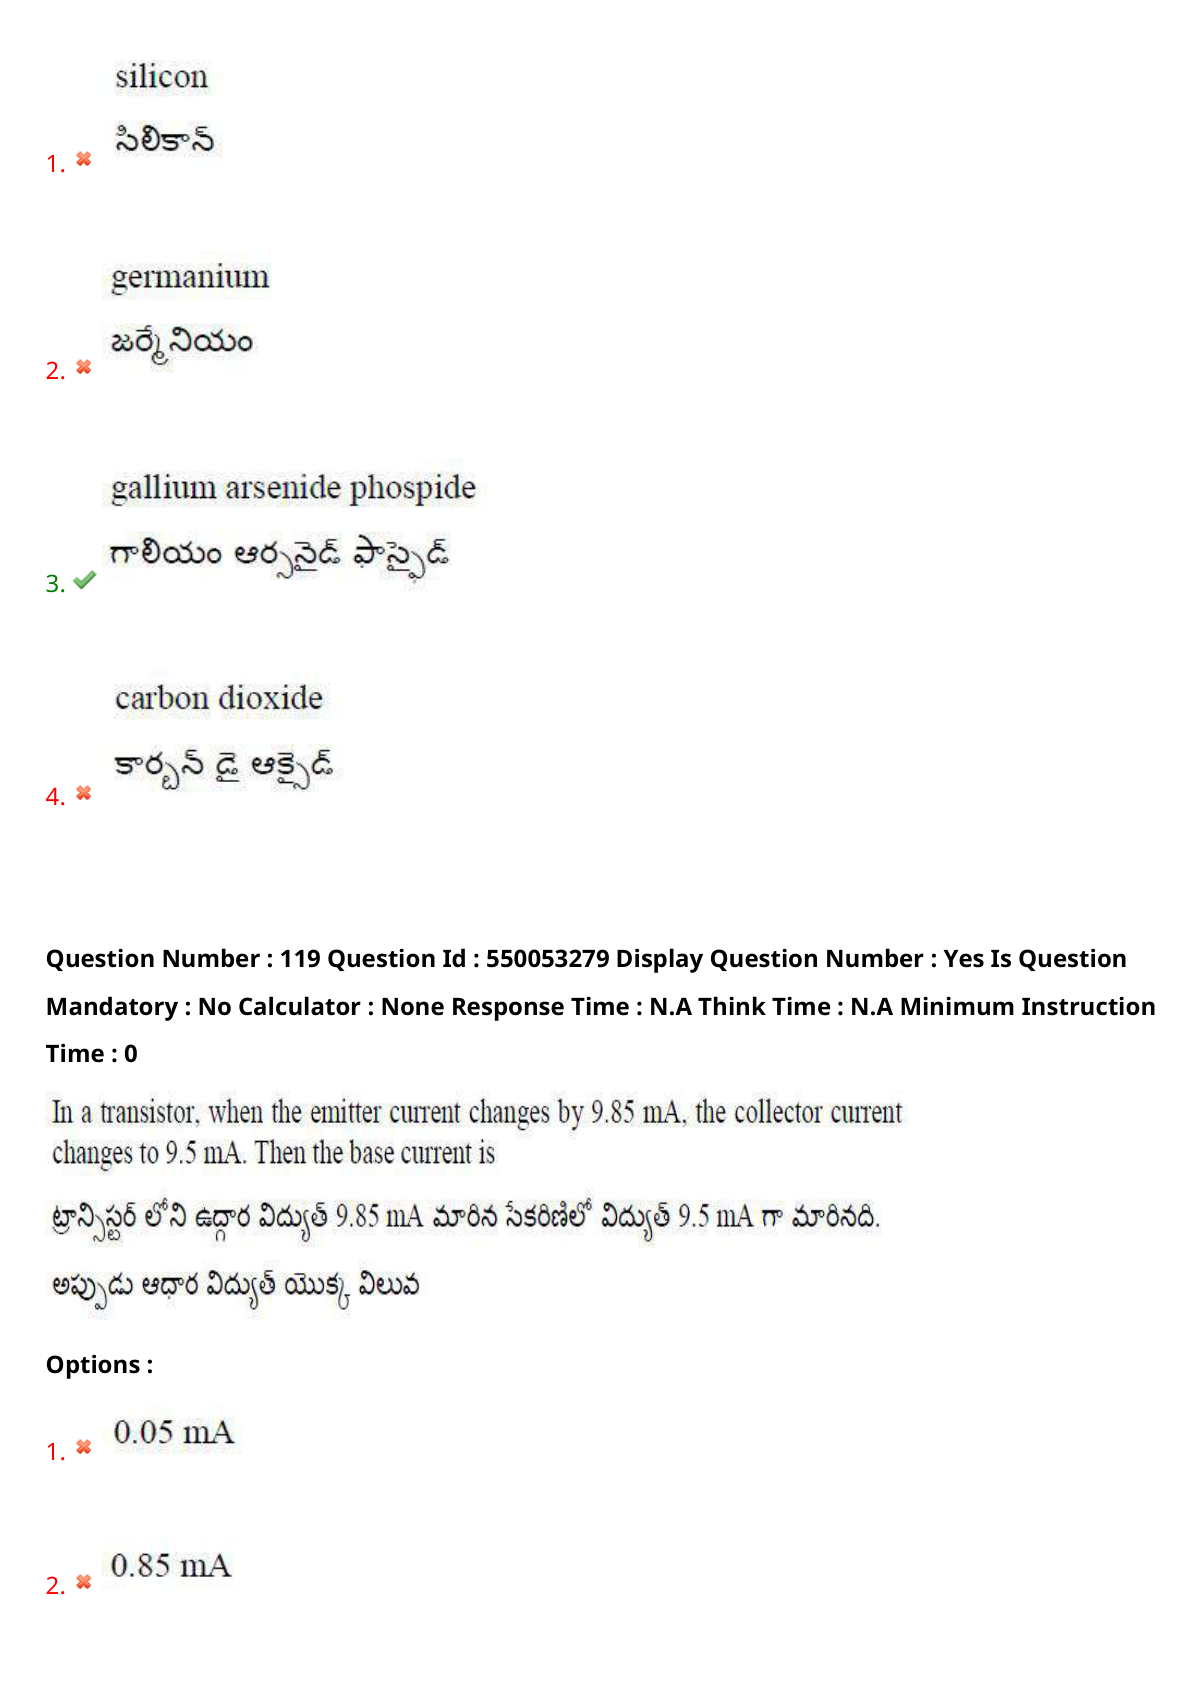 silicon
సిలికాన్
1.
germanium
జర్మేనియం
2.
gallium arsenide phospide
గాలియం ఆర్సనైడ్ ఫాస్ఫైడ్
3.
carbon dioxide
కార్బన్ డై ఆక్సైడ్
4.
Question Number : 119 Question Id : 550053279 Display Question Number : Yes Is Question
Mandatory : No Calculator : None Response Time : N.A Think Time : N.A Minimum Instruction
Time : 0
In a transistor, when the emitter current changes by 9.85 mA, the collector current
changes to 9.5 mA. Then the base current is
ట్రాన్సిస్టర్ లోని ఉద్గార విద్యుత్ 9.85 mA మారిన సేకరిణిలో విద్యుత్ 9.5 mA గా మారినది.
అప్పుడు ఆధార విద్యుత్ యొక్క విలువ
Options :
0.05 mA
1.
0.85 mA
2.